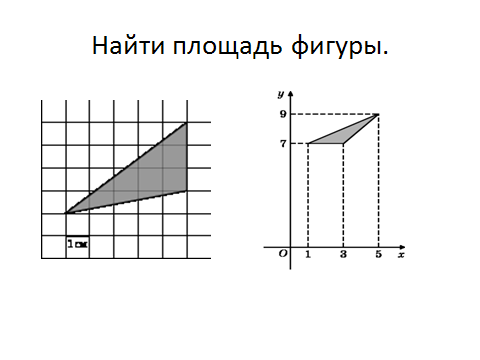 Найти площадь фигуры.
1см
y
9
7
O 1 3 5 x